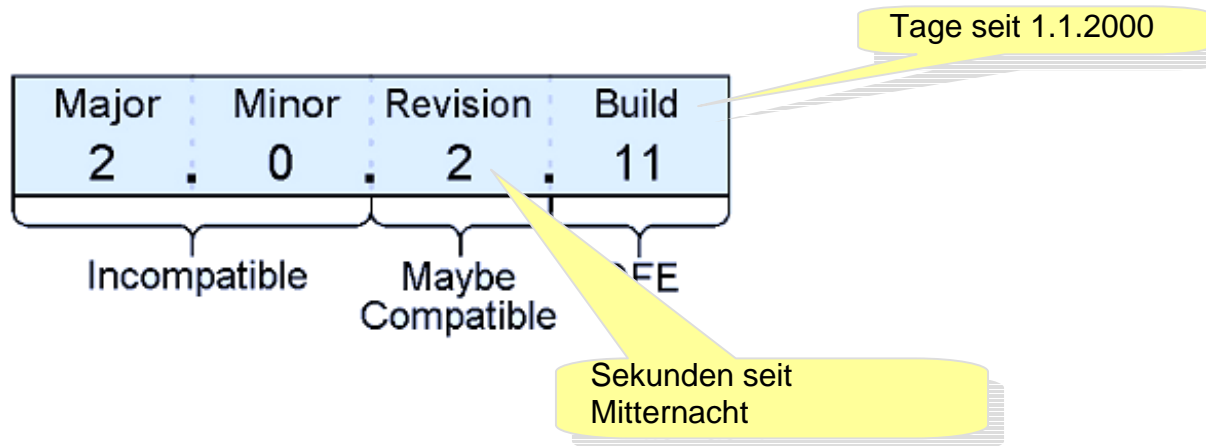 Tage seit 1.1.2000
Major Minor Revision Build
2 . 0 . 2 . 11
Incompatible Maybe
Compatible
Sekunden seit
Mitternacht